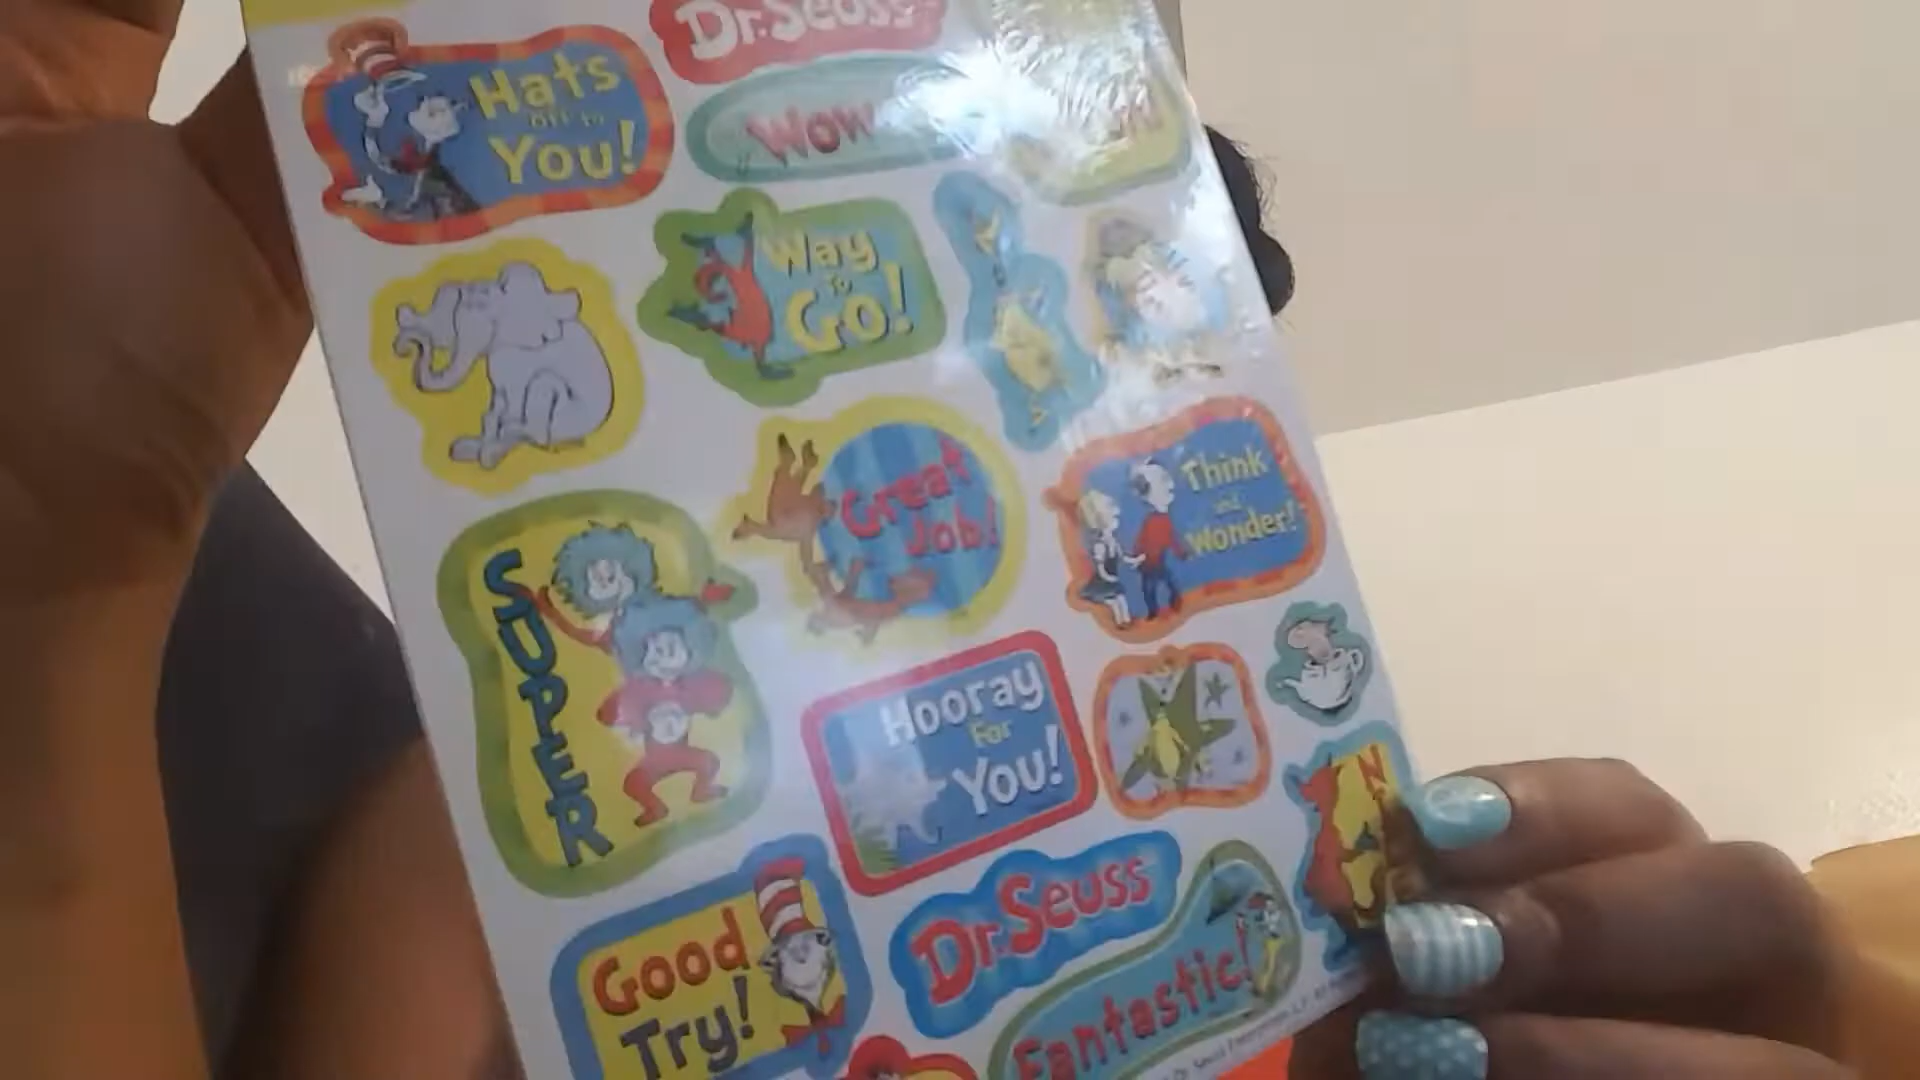 Dr. Seuss
Hats
off to
You!
Wow
Way
To
Go!
Great
Job!
Think
and
Wonder!
SUPER
Hooray
For
You!
Good
Try!
Dr. Seuss
Fantastic!